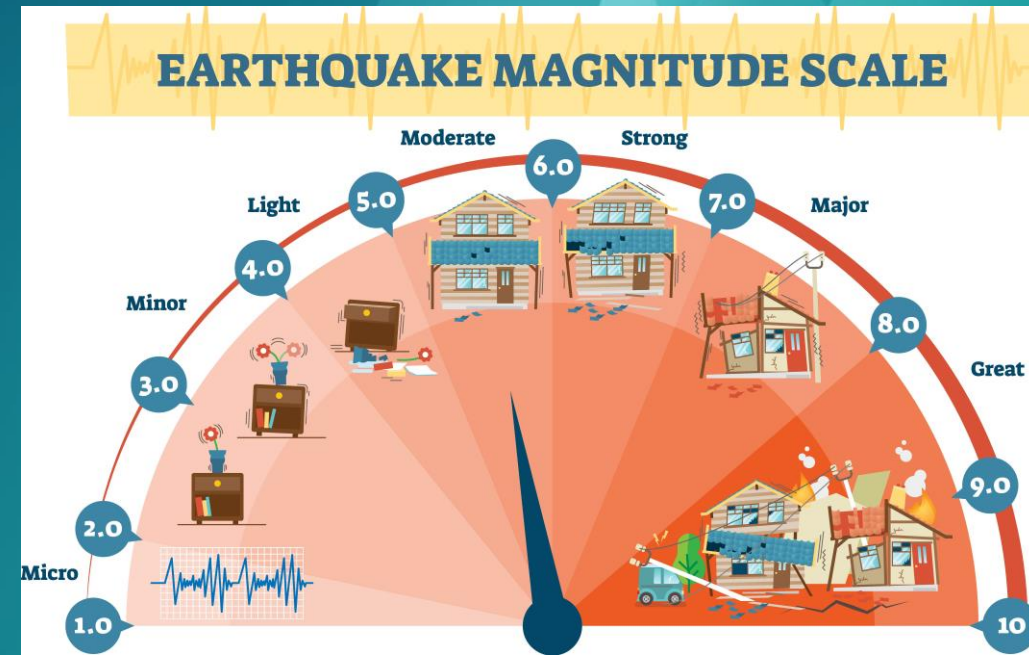 EARTHQUAKE MAGNITUDE SCALE
Moderate
Strong
6.0
5.0
7.0
Light
Major
4.0
Minor
8.0
3.0
Great
9.0
2.0
Micro
1.0
10